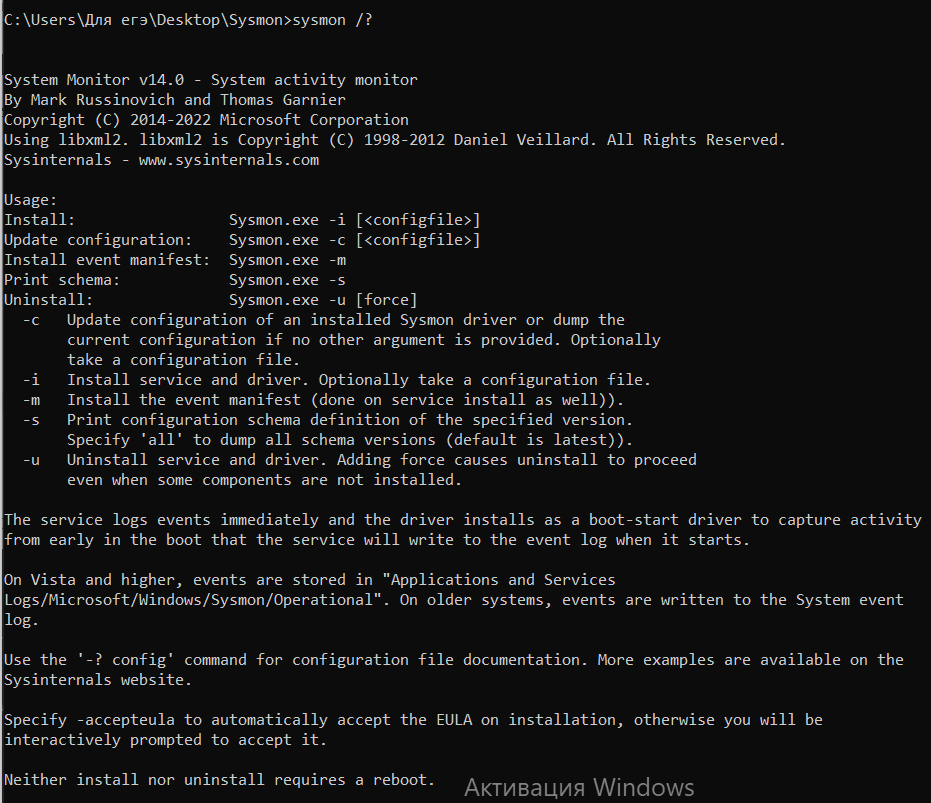 C:\Users\Для егэ\Desktop\Sysmon>sysmon /?
System Monitor v14.0 - System activity monitor
By Mark Russinovich and Thomas Garnier
Copyright (C) 2014-2022 Microsoft Corporation
Using libxml2. libxml2 is Copyright (C) 1998-2012 Daniel Veillard. All Rights Reserved.
Sysinternals - www.sysinternals.com
Usage:
Install: Sysmon.exe -i [<configfile>]
Update configuration: Sysmon.exe -c [<configfile>]
Install event manifest: Sysmon.exe -m
Print schema: Sysmon.exe -s
Uninstall: Sysmon.exe -u [force]
-c Update configuration of an installed Sysmon driver or dump the
current configuration if no other argument is provided. Optionally
take a configuration file.
-i Install service and driver. Optionally take a configuration file.
-m Install the event manifest (done on service install as well)).
-s Print configuration schema definition of the specified version.
Specify 'all' to dump all schema versions (default is latest)).
-u Uninstall service and driver. Adding force causes uninstall to proceed
even when some components are not installed.
The service logs events immediately and the driver installs as a boot-start driver to capture activity
from early in the boot that the service will write to the event log when it starts.
On Vista and higher, events are stored in "Applications and Services
Logs/Microsoft/Windows/Sysmon/Operational". On older systems, events are written to the System event
log.
Use the '-? config' command for configuration file documentation. More examples are available on the
Sysinternals website.
Specify -accepteula to automatically accept the EULA on installation, otherwise you will be
interactively prompted to accept it.
Neither install nor uninstall requires a reboot.
Активация Windows